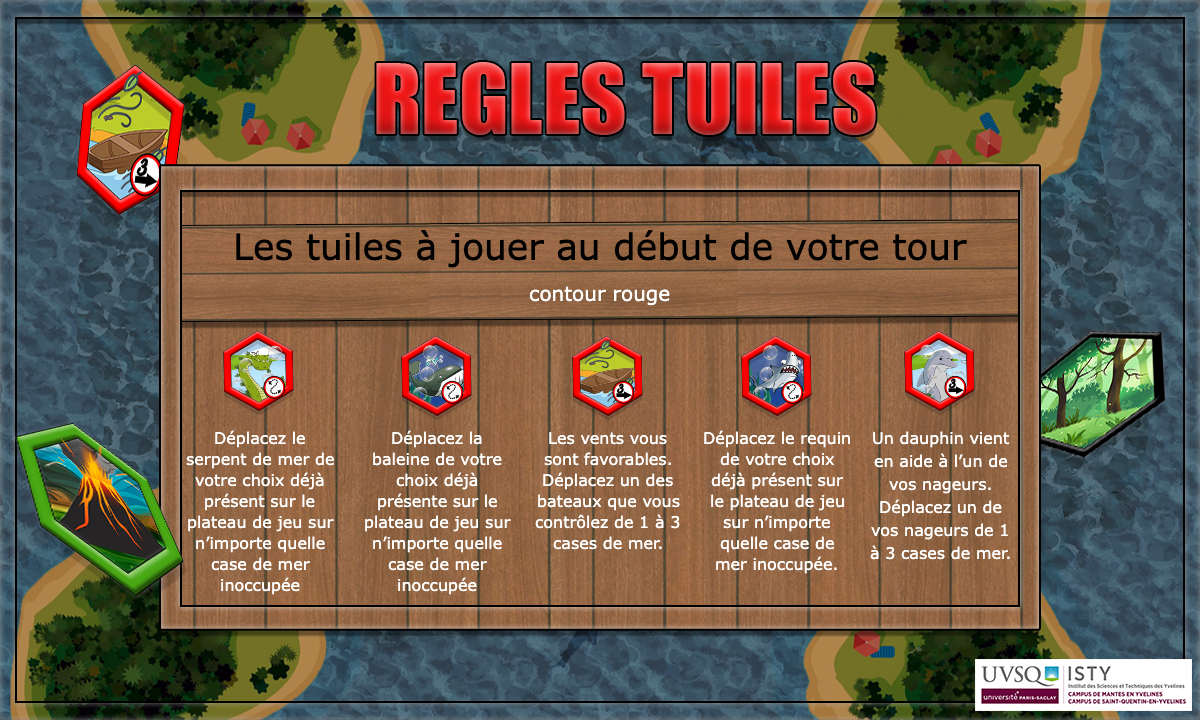 REGLES TUILES
3
Les tuiles à jouer au début de votre tour
contour rouge
?
?
3
?
3
Déplacez le
serpent de mer de
votre choix déjà
présent sur le
plateau de jeu sur
n’importe quelle
case de mer
inoccupée
Déplacez la
baleine de votre
choix déjà
présente sur le
plateau de jeu sur
n’importe quelle
case de mer
inoccupée
Les vents vous
sont favorables.
Déplacez un des
bateaux que vous
contrôlez de 1 à 3
cases de mer.
Déplacez le requin
de votre choix
déjà présent sur
le plateau de jeu
sur n’importe
quelle case de
mer inoccupée.
Un dauphin vient
en aide à l’un de
vos nageurs.
Déplacez un de
vos nageurs de 1
à 3 cases de mer.
UVSQ
université PARIS-SACLAY
ISTY
Institut des Sciences et Techniques des Yvelines
CAMPUS DE MANTES EN YVELINES
CAMPUS DE SAINT-QUENTIN-EN-YVELINES